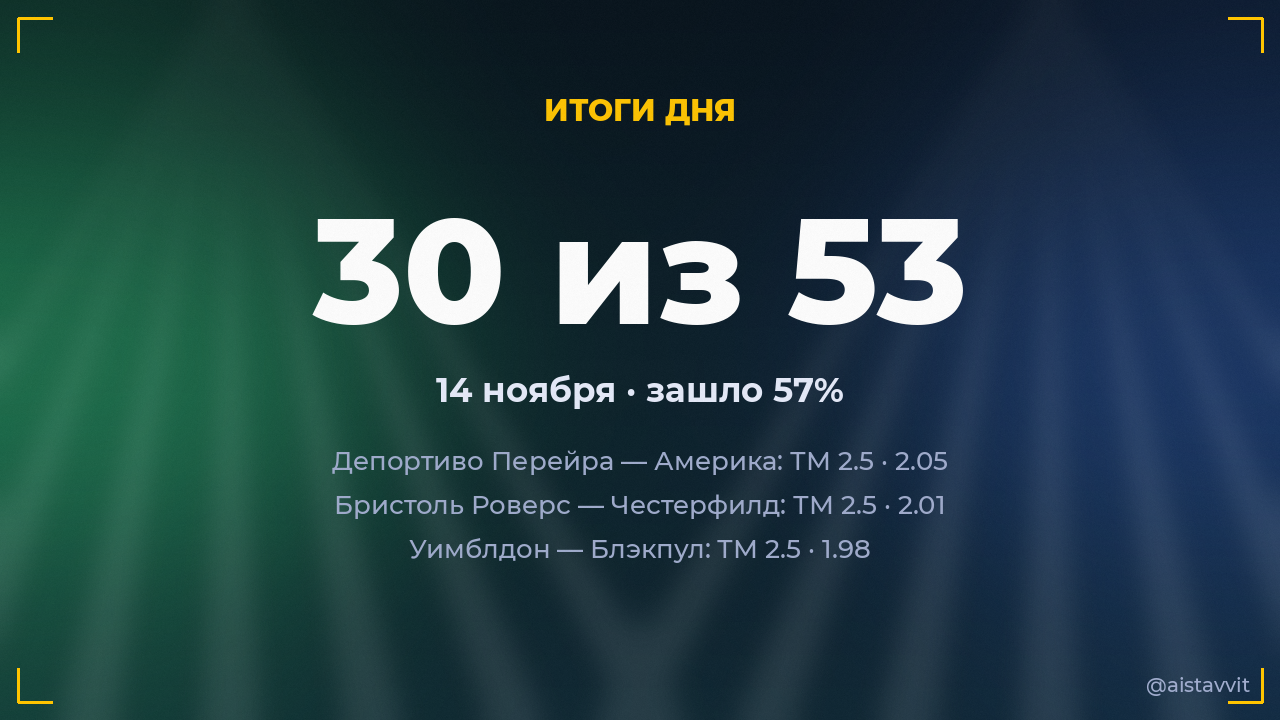 ИТОГИ ДНЯ
30 из 53
14 ноября · зашло 57%
Депортиво Перейра — Америка: ТМ 2.5 · 2.05
Бристоль Роверс — Честерфилд: ТМ 2.5 · 2.01
Уимблдон — Блэкпул: ТМ 2.5 · 1.98
@aistavvit